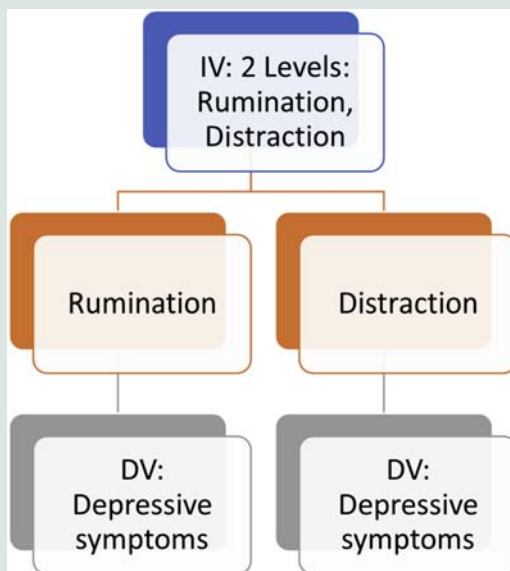 IV: 2 Levels:
Rumination,
Distraction
Rumination
Distraction
DV:
Depressive
symptoms
DV:
Depressive
symptoms